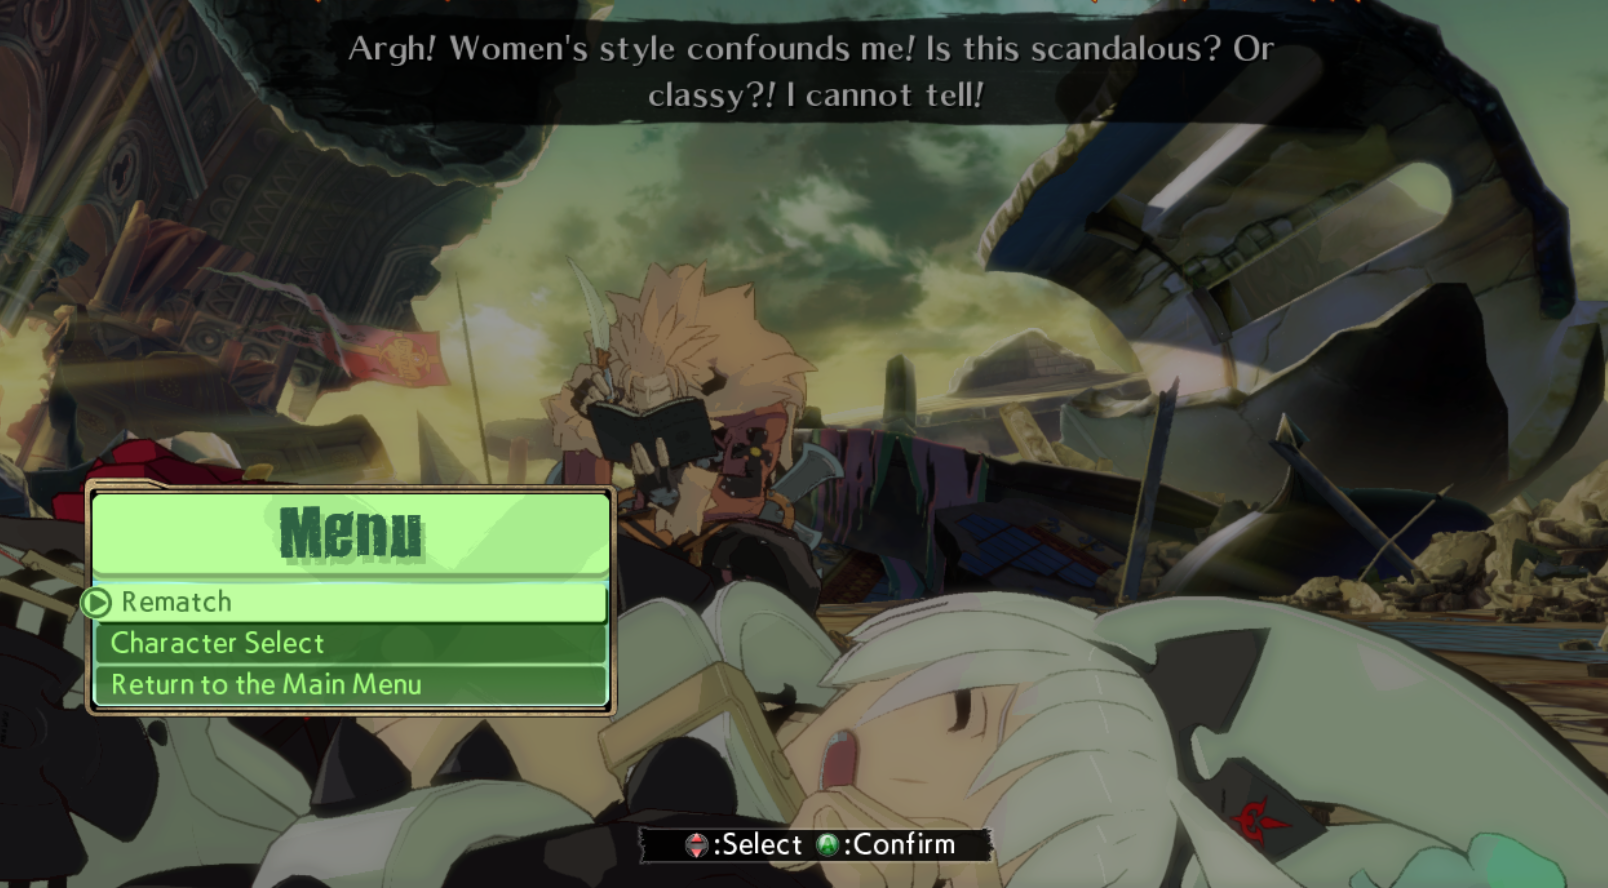 Argh! Women's style confounds me! Is this scandalous? Or
classy?! I cannot tell!
Menu
Rematch
Character Select
Return to the Main Menu
:Select A:Confirm